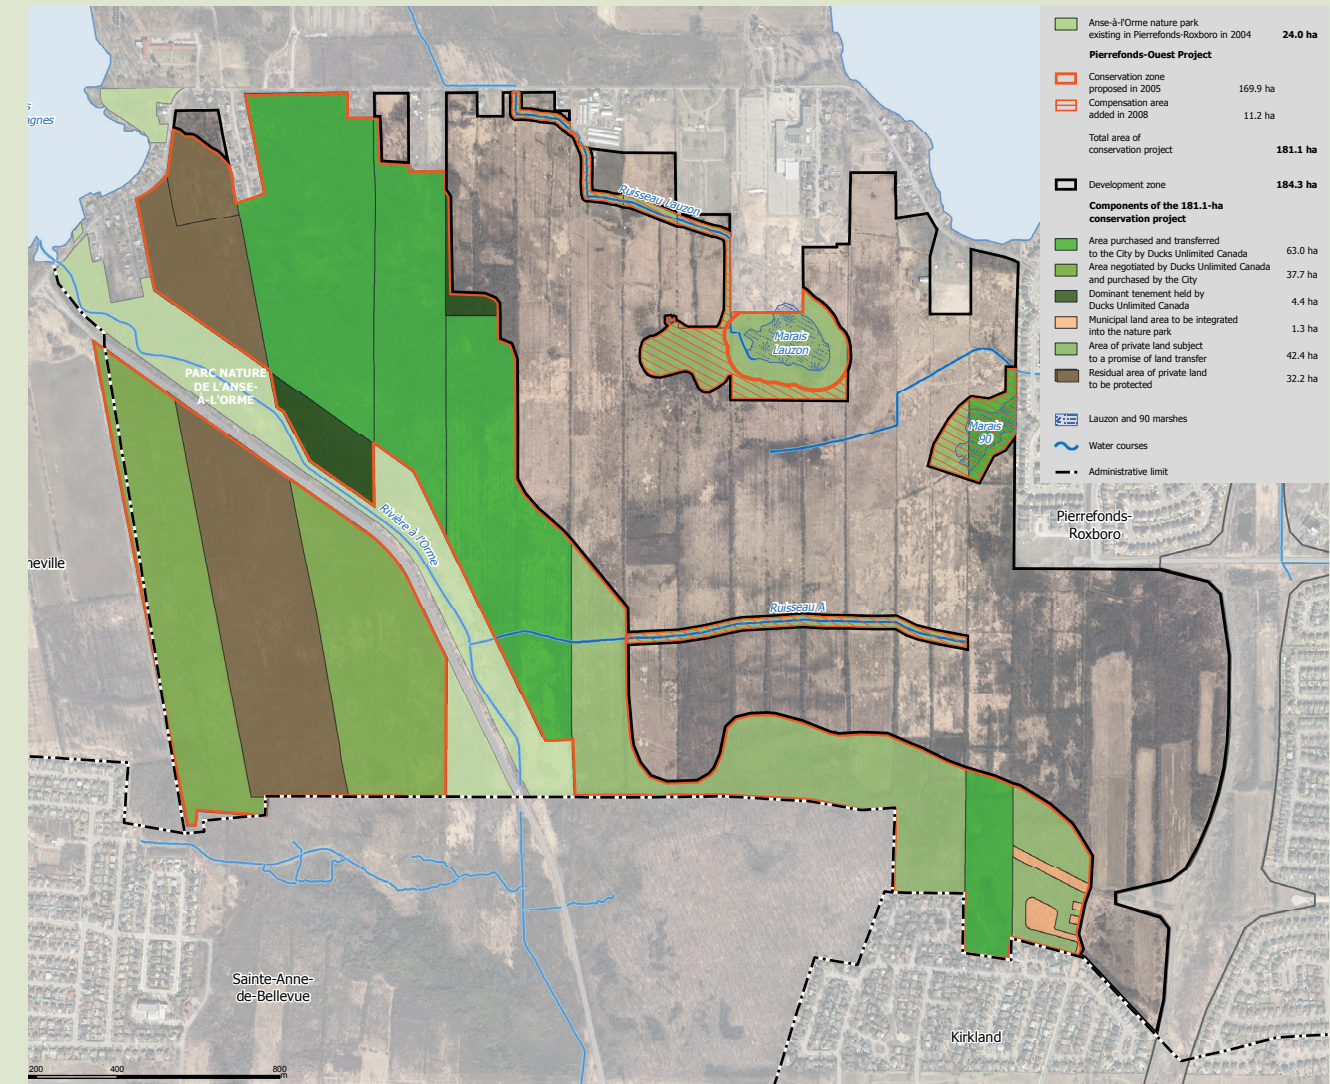 Anse-à-l'Orme nature park
existing in Pierrefonds-Roxboro in 2004 24.0 ha
Pierrefonds-Ouest Project
Conservation zone
proposed in 2005 169.9 ha
Compensation area
added in 2008 11.2 ha
Total area of
conservation project 181.1 ha
Development zone 184.3 ha
Components of the 181.1-ha
conservation project
Area purchased and transferred
to the City by Ducks Unlimited Canada 63.0 ha
Area negotiated by Ducks Unlimited Canada
and purchased by the City 37.7 ha
Dominant tenement held by
Ducks Unlimited Canada 4.4 ha
Municipal land area to be integrated
into the nature park 1.3 ha
Area of private land subject
to a promise of land transfer 42.4 ha
Residual area of private land
to be protected 32.2 ha
Lauzon and 90 marshes
Water courses
Administrative limit
s
agnes
Ruisseau Lauzon
Marais
Lauzon
PARC NATURE
DE L'ANSE-
À-L'ORME
Marais
90
Rivière à l'Orme
Pierrefonds-
Roxboro
neville
Ruisseau A
Sainte-Anne-
de-Bellevue
Kirkland
200 400 800
m